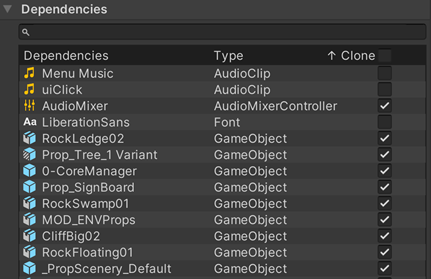 Dependencies
Dependencies Type ↑ Clone
Menu Music AudioClip
uiClick AudioClip
AudioMixer AudioMixerController
Aa LiberationSans Font
RockLedge02 GameObject
Prop_Tree_1 Variant GameObject
0-CoreManager GameObject
Prop_SignBoard GameObject
RockSwamp01 GameObject
MOD_ENVProps GameObject
CliffBig02 GameObject
RockFloating01 GameObject
_PropScenery_Default GameObject